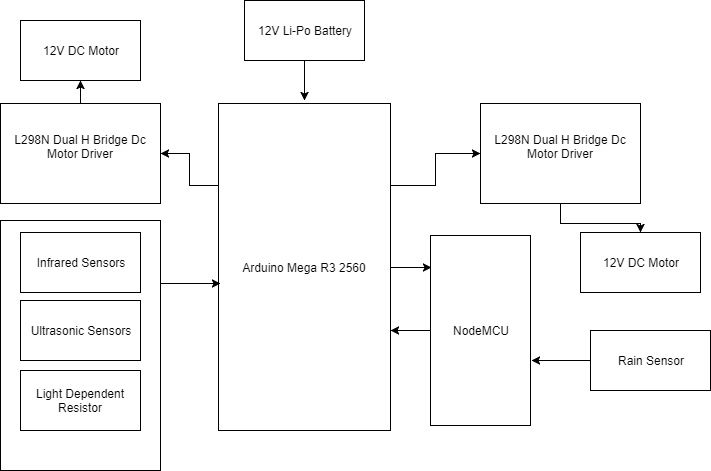 12V DC Motor
12V Li-Po Battery
L298N Dual H Bridge Dc
Motor Driver
L298N Dual H Bridge Dc
Motor Driver
Infrared Sensors
Arduino Mega R3 2560
12V DC Motor
Ultrasonic Sensors
NodeMCU
Rain Sensor
Light Dependent
Resistor